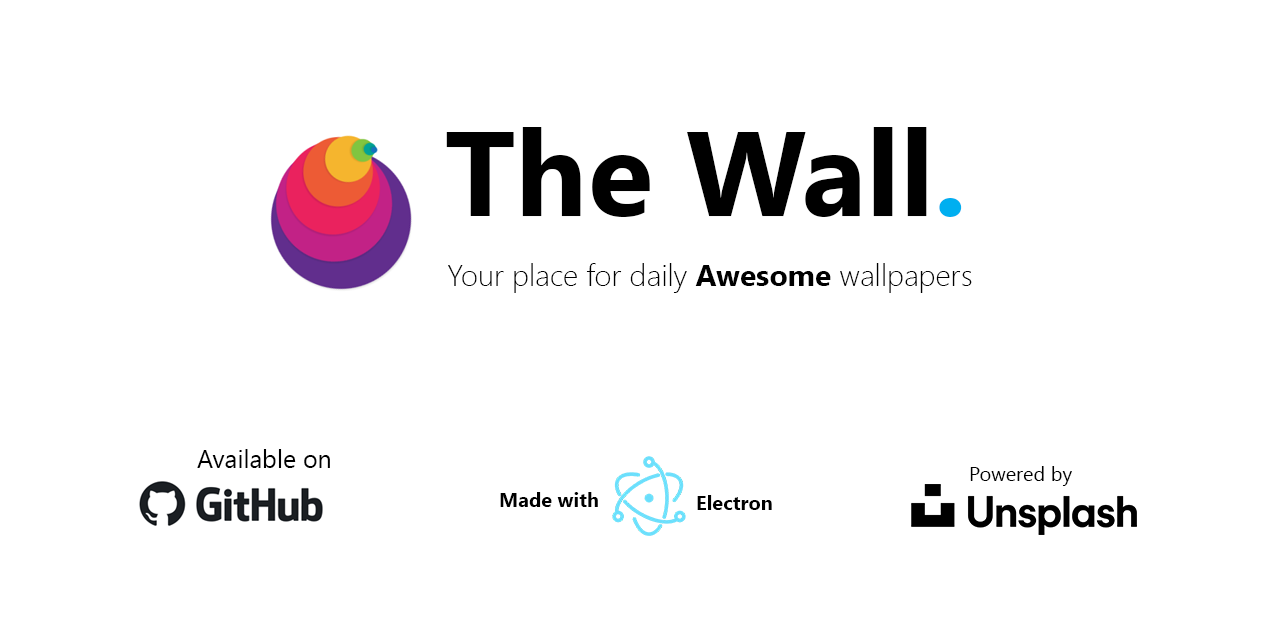 The Wall.
Your place for daily Awesome wallpapers
Available on
GitHub
Made with Electron
Powered by
Unsplash